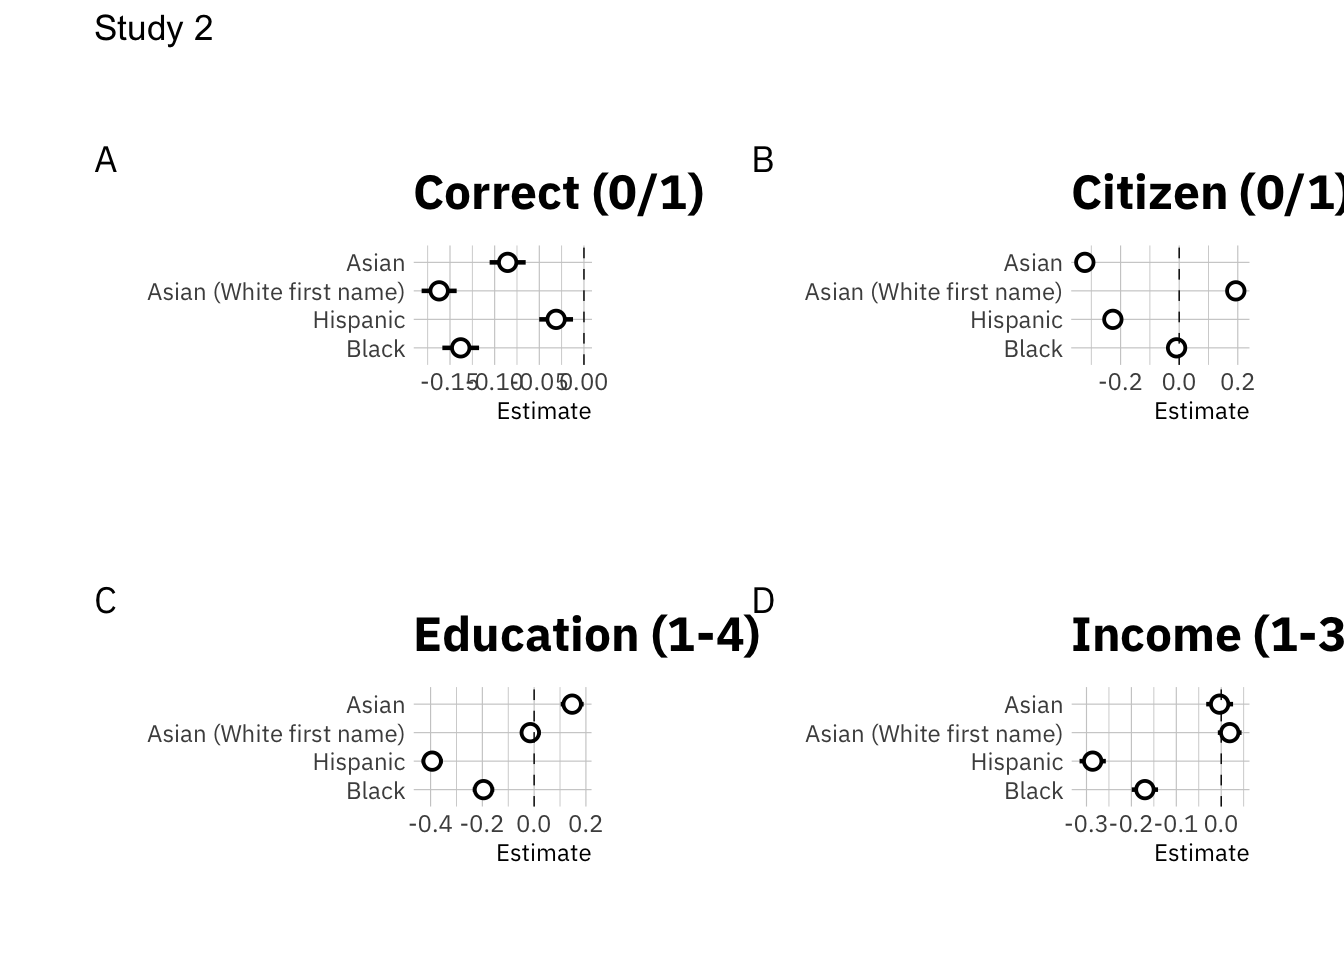 Study 2
A
Correct (0/1)
Asian
Asian (White first name)
Hispanic
Black
-0.15 -0.10 -0.05 0.00
Estimate
B
Citizen (0/1)
Asian
Asian (White first name)
Hispanic
Black
-0.2 0.0 0.2
Estimate
C
Education (1-4)
Asian
Asian (White first name)
Hispanic
Black
-0.4 -0.2 0.0 0.2
Estimate
D
Income (1-3
Asian
Asian (White first name)
Hispanic
Black
-0.3 -0.2 -0.1 0.0
Estimate